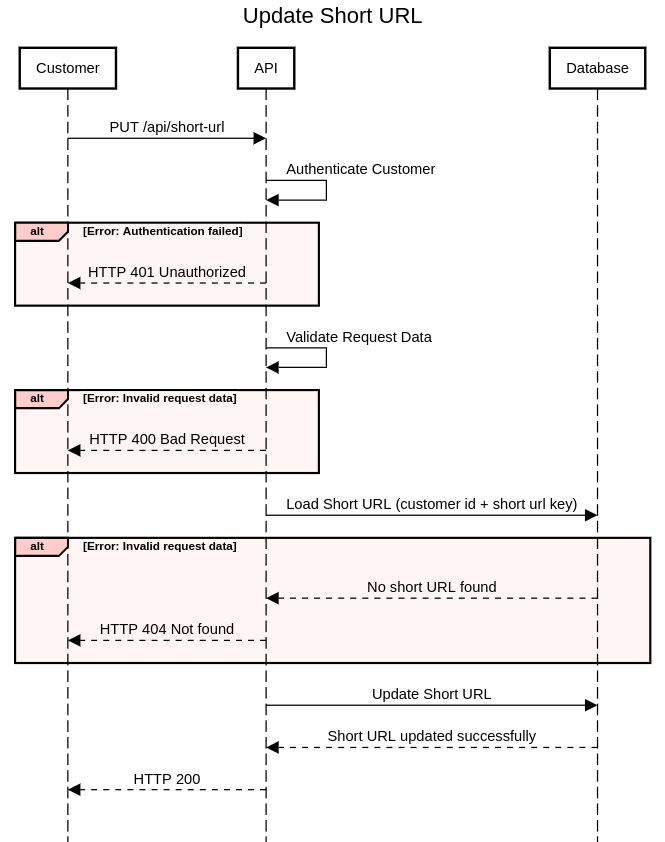 Update Short URL
Customer
API
Database
PUT /api/short-url
Authenticate Customer
alt
[Error: Authentication failed]
HTTP 401 Unauthorized
Validate Request Data
alt
[Error: Invalid request data]
HTTP 400 Bad Request
Load Short URL (customer id + short url key)
alt
[Error: Invalid request data]
No short URL found
HTTP 404 Not found
Update Short URL
Short URL updated successfully
HTTP 200